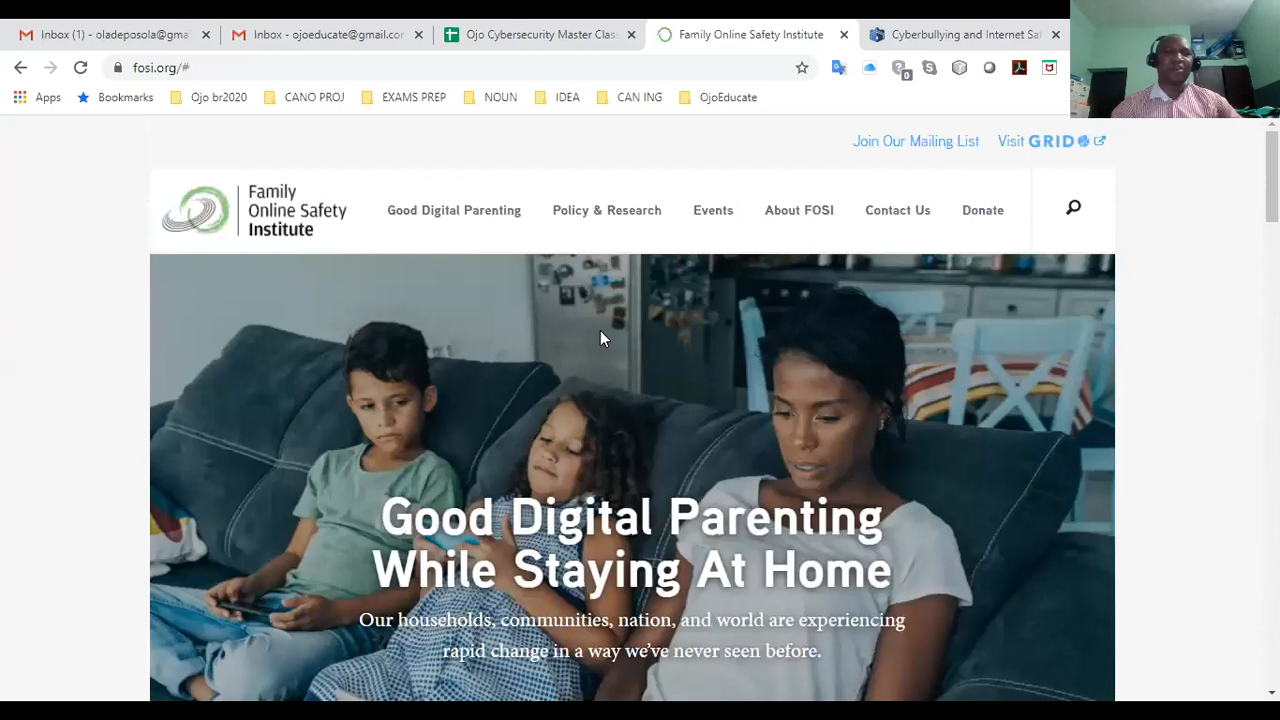 Inbox (1) - oladeposola@gma
Inbox - ojoeducate@gmail.cor
Ojo Cybersecurity Master Class
Family Online Safety Institute
Cyberbullying and Internet Saf
fosi.org/#
0
Apps
Bookmarks
Ojo br2020
CANO PROJ
EXAMS PREP
NOUN
IDEA
CAN ING
OjoEducate
Join Our Mailing List
Visit GRID
Family
Online Safety
Institute
Good Digital Parenting
Policy & Research
Events
About FOSI
Contact Us
Donate
Good Digital Parenting
While Staying At Home
Our households, communities, nation, and world are experiencing
rapid change in a way we've never seen before.